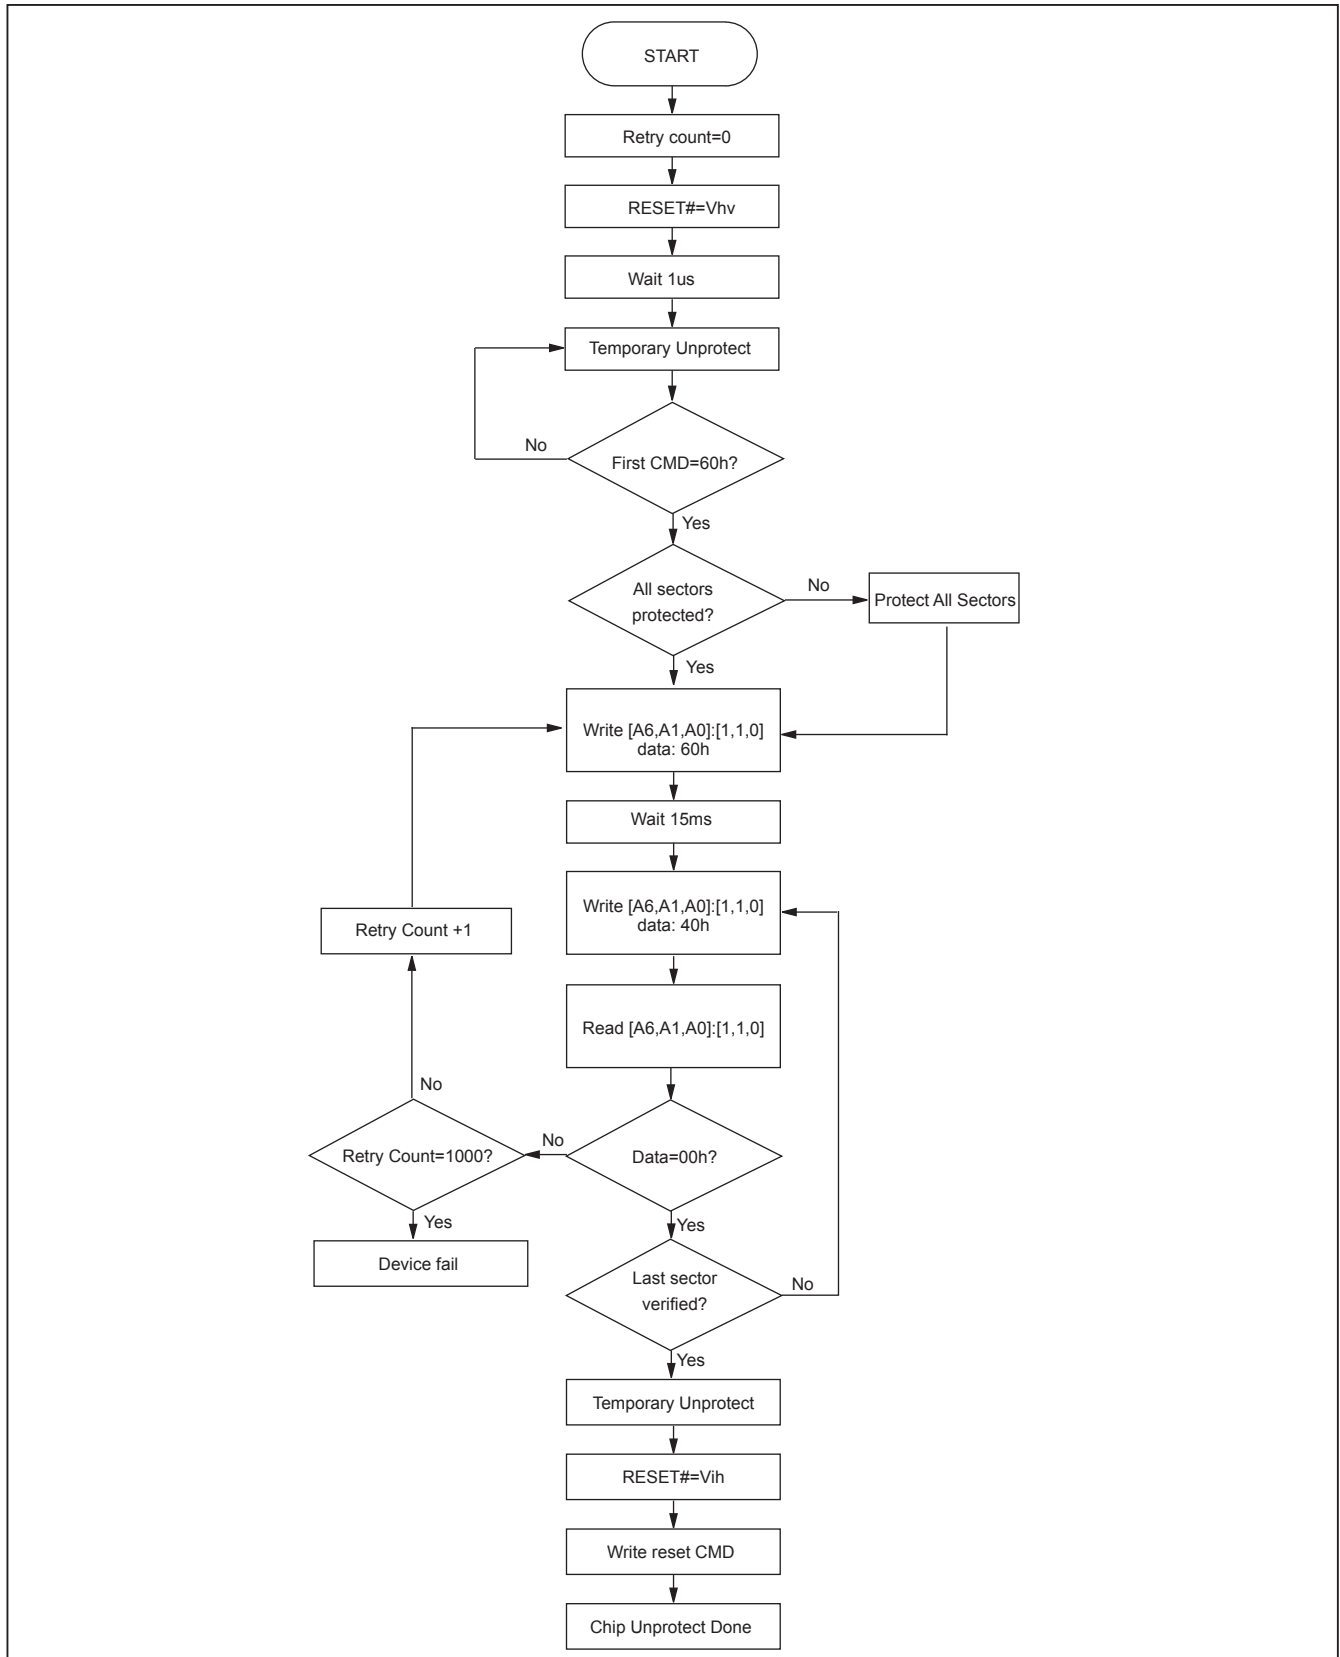 START
Retry count=0
RESET#=Vhv
Wait 1us
Temporary Unprotect
No
First CMD=60h?
Yes
All sectors
protected?
No
Protect All Sectors
Yes
Write [A6,A1,A0]:[1,1,0]
data: 60h
Wait 15ms
Write [A6,A1,A0]:[1,1,0]
data: 40h
Retry Count +1
Read [A6,A1,A0]:[1,1,0]
No
Retry Count=1000?
No
Data=00h?
Yes
Device fail
Yes
Last sector
verified?
No
Yes
Temporary Unprotect
RESET#=Vih
Write reset CMD
Chip Unprotect Done